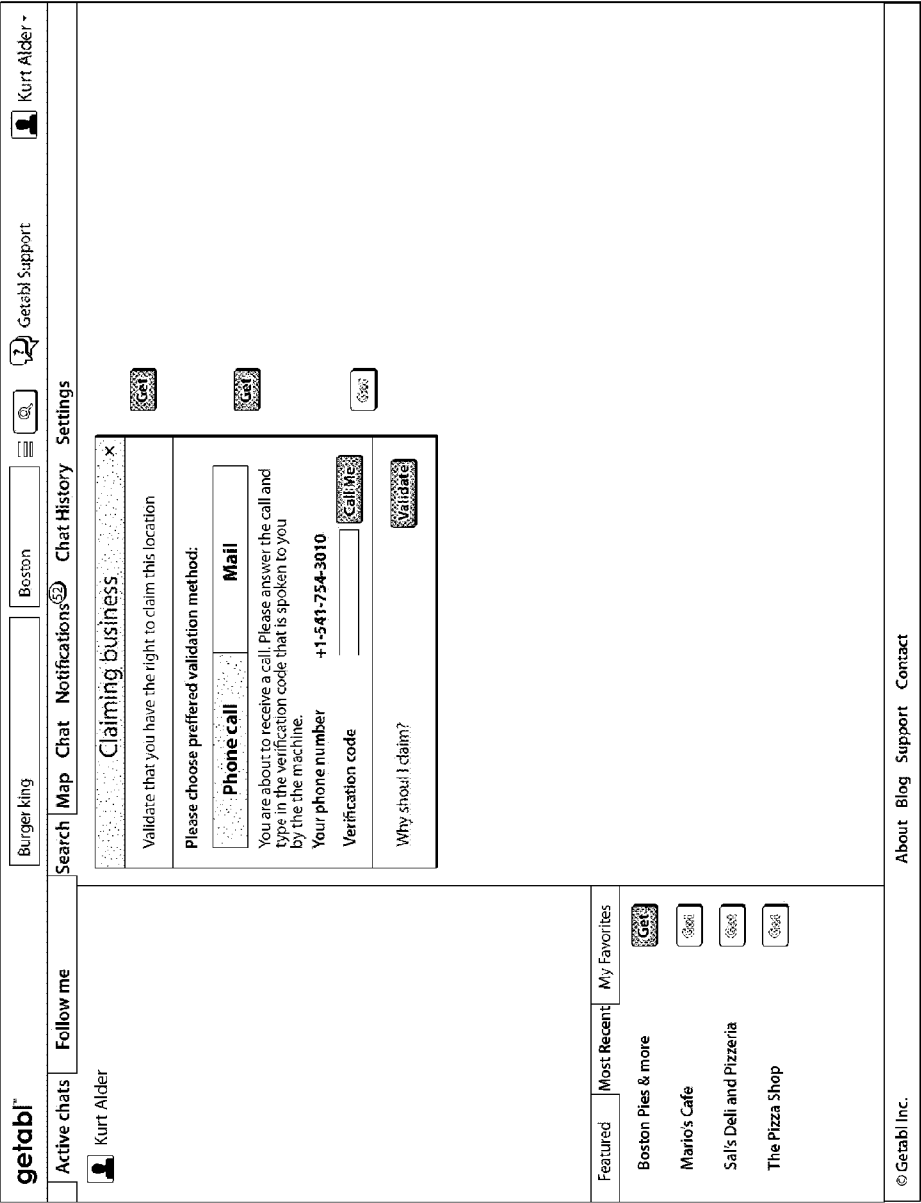 getabl™
Burger king
Boston
Getabl Support
Kurt Alder
Active chats
Follow me
Search
Map
Chat
Notifications 52
Chat History
Settings
Kurt Alder
Claiming business ×
Validate that you have the right to claim this location
Please choose preffered validation method:
Phone call
Mail
You are about to receive a call. Please answer the call and
type in the verification code that is spoken to you
by the the machine.
Your phone number +1-541-754-3010
Verification code
Call Me
Why should I claim?
Validate
Get
Get
Get
Featured
Most Recent
My Favorites
Boston Pies & more
Get
Mario's Cafe
Get
Sal's Deli and Pizzeria
Get
The Pizza Shop
Get
© Getabl Inc.
About
Blog
Support
Contact